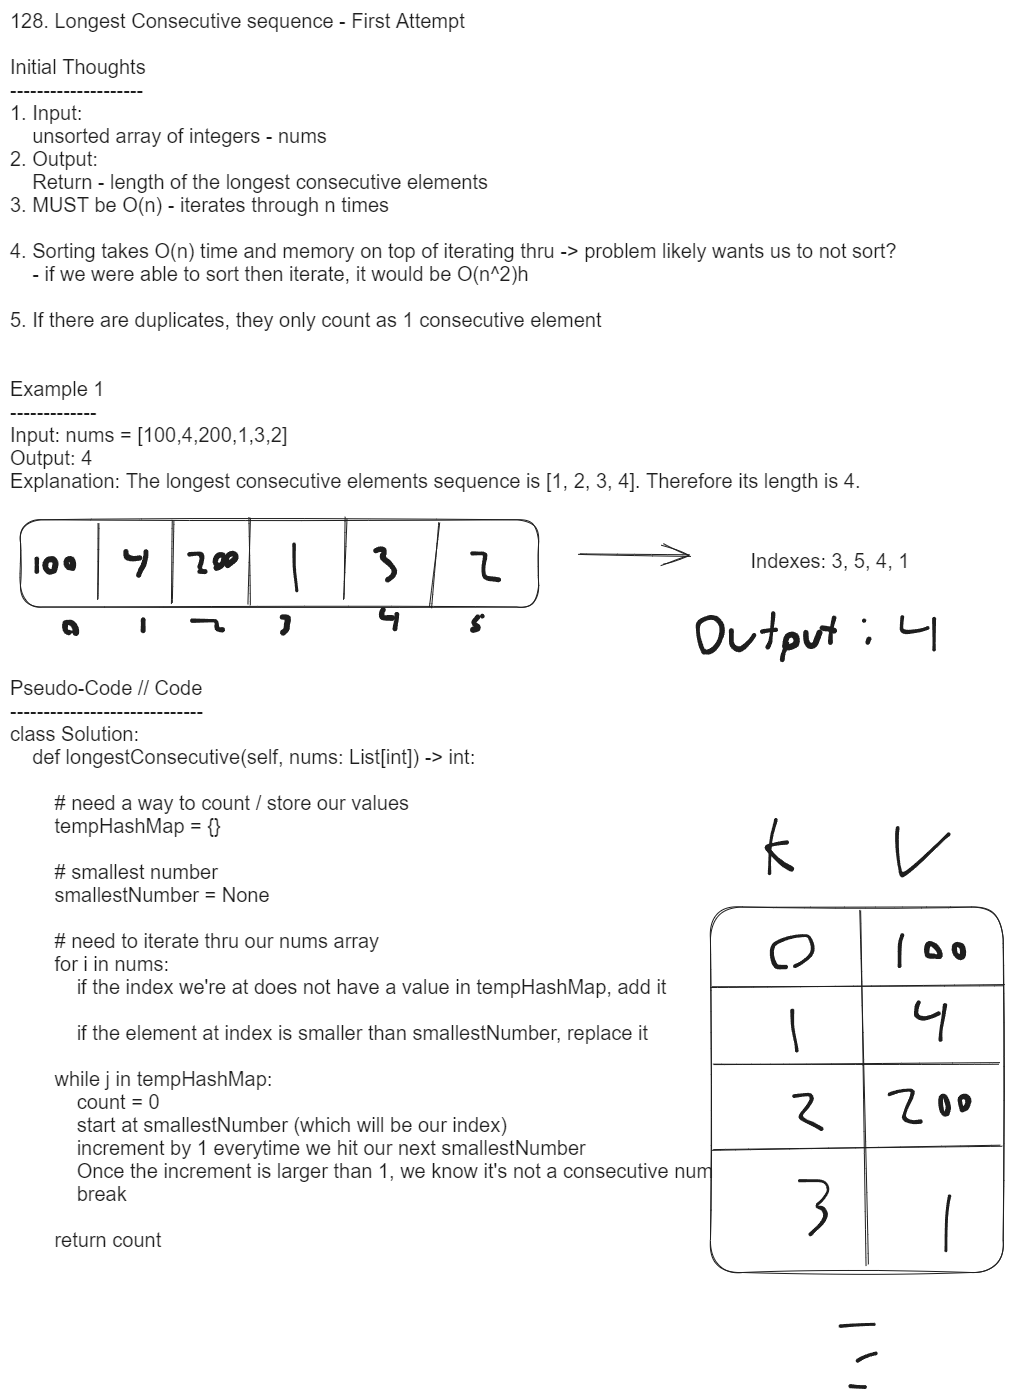 128. Longest Consecutive sequence - First Attempt
Initial Thoughts
---------------------
1. Input:
unsorted array of integers - nums
2. Output:
Return - length of the longest consecutive elements
3. MUST be O(n) - iterates through n times
4. Sorting takes O(n) time and memory on top of iterating thru -> problem likely wants us to not sort?
- if we were able to sort then iterate, it would be O(n^2)h
5. If there are duplicates, they only count as 1 consecutive element
Example 1
-------------
Input: nums = [100,4,200,1,3,2]
Output: 4
Explanation: The longest consecutive elements sequence is [1, 2, 3, 4]. Therefore its length is 4.
100 4 200 1 3 2
0 1 2 3 4 5
Indexes: 3, 5, 4, 1
Output: 4
Pseudo-Code // Code
-----------------------------
class Solution:
def longestConsecutive(self, nums: List[int]) -> int:
# need a way to count / store our values
tempHashMap = {}
# smallest number
smallestNumber = None
# need to iterate thru our nums array
for i in nums:
if the index we're at does not have a value in tempHashMap, add it
if the element at index is smaller than smallestNumber, replace it
while j in tempHashMap:
count = 0
start at smallestNumber (which will be our index)
increment by 1 everytime we hit our next smallestNumber
Once the increment is larger than 1, we know it's not a consecutive num
break
return count
K V
0 100
1 4
2 200
3 1